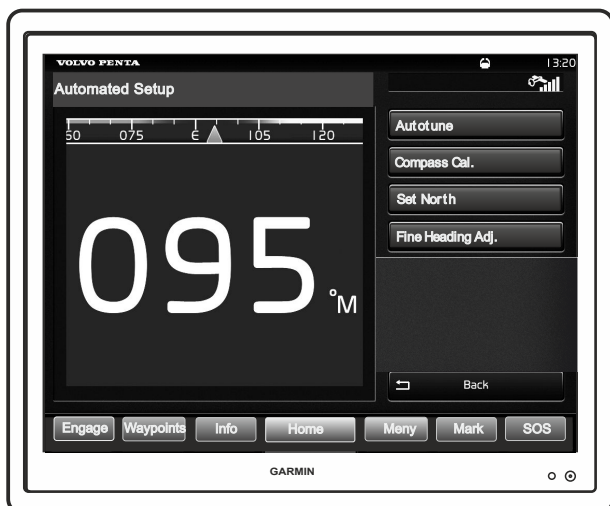 VOLVO PENTA 13:20
Automated Setup
60 075 E 105 120
095 °M
Autotune
Compass Cal.
Set North
Fine Heading Adj.
Back
Engage Waypoints Info Home Meny Mark SOS
GARMIN